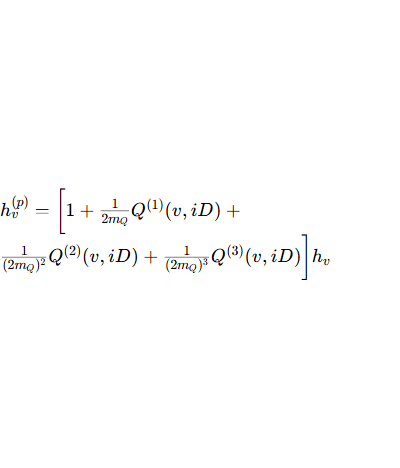 $h_v^{(p)} = \Big[ 1 + \frac{1}{2m_Q} Q^{(1)}(v, iD) +$
$\frac{1}{(2m_Q)^2} Q^{(2)}(v, iD) + \frac{1}{(2m_Q)^3} Q^{(3)}(v, iD) \Big] h_v$